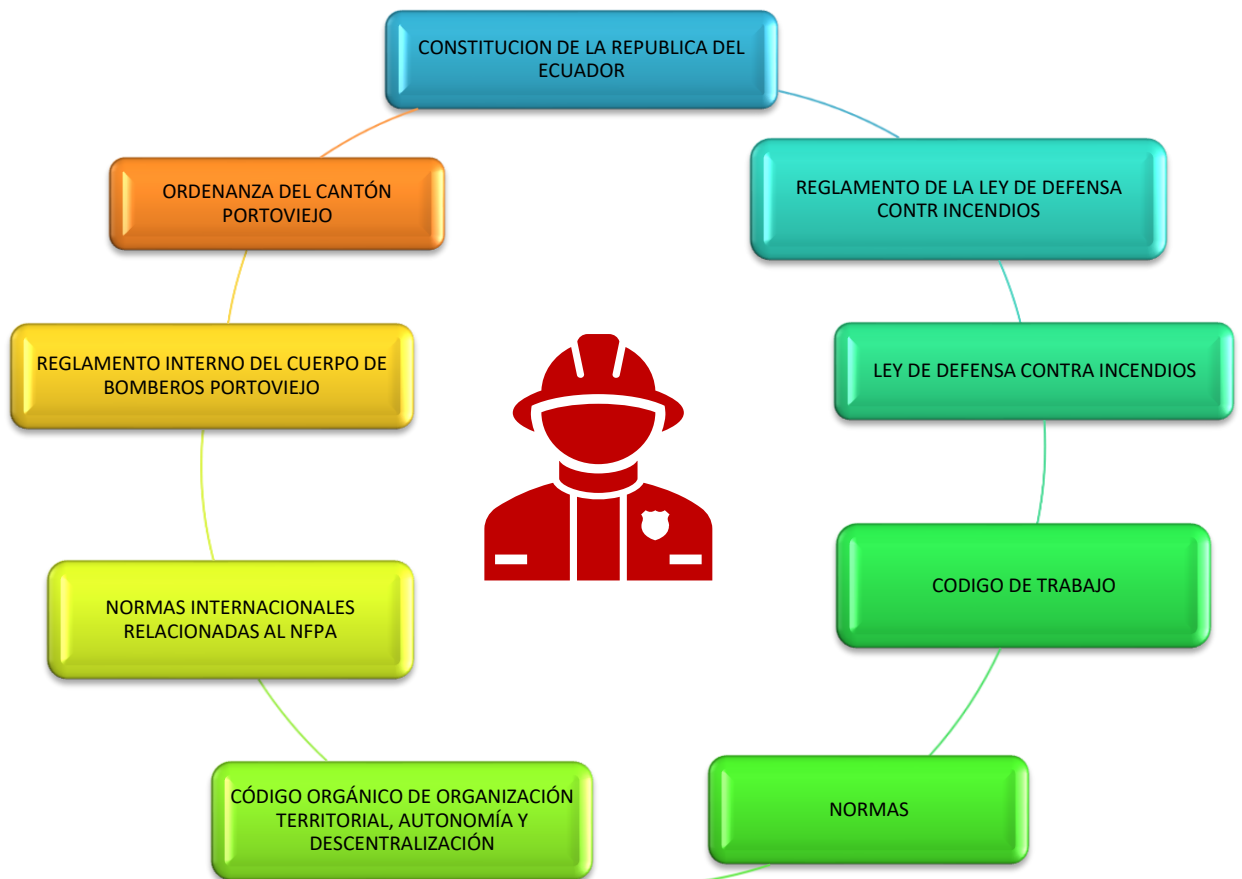 CONSTITUCION DE LA REPUBLICA DEL
ECUADOR
REGLAMENTO DE LA LEY DE DEFENSA
CONTR INCENDIOS
LEY DE DEFENSA CONTRA INCENDIOS
CODIGO DE TRABAJO
NORMAS
CÓDIGO ORGÁNICO DE ORGANIZACIÓN
TERRITORIAL, AUTONOMÍA Y
DESCENTRALIZACIÓN
NORMAS INTERNACIONALES
RELACIONADAS AL NFPA
REGLAMENTO INTERNO DEL CUERPO DE
BOMBEROS PORTOVIEJO
ORDENANZA DEL CANTÓN
PORTOVIEJO